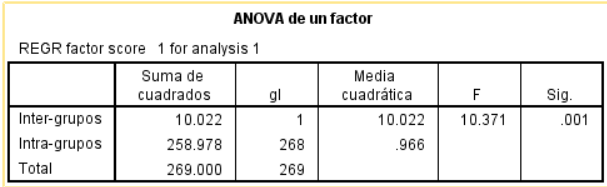 ANOVA de un factor
REGR factor score 1 for analysis 1
Suma de cuadrados gl Media cuadrática F Sig.
Inter-grupos 10.022 1 10.022 10.371 .001
Intra-grupos 258.978 268 .966
Total 269.000 269